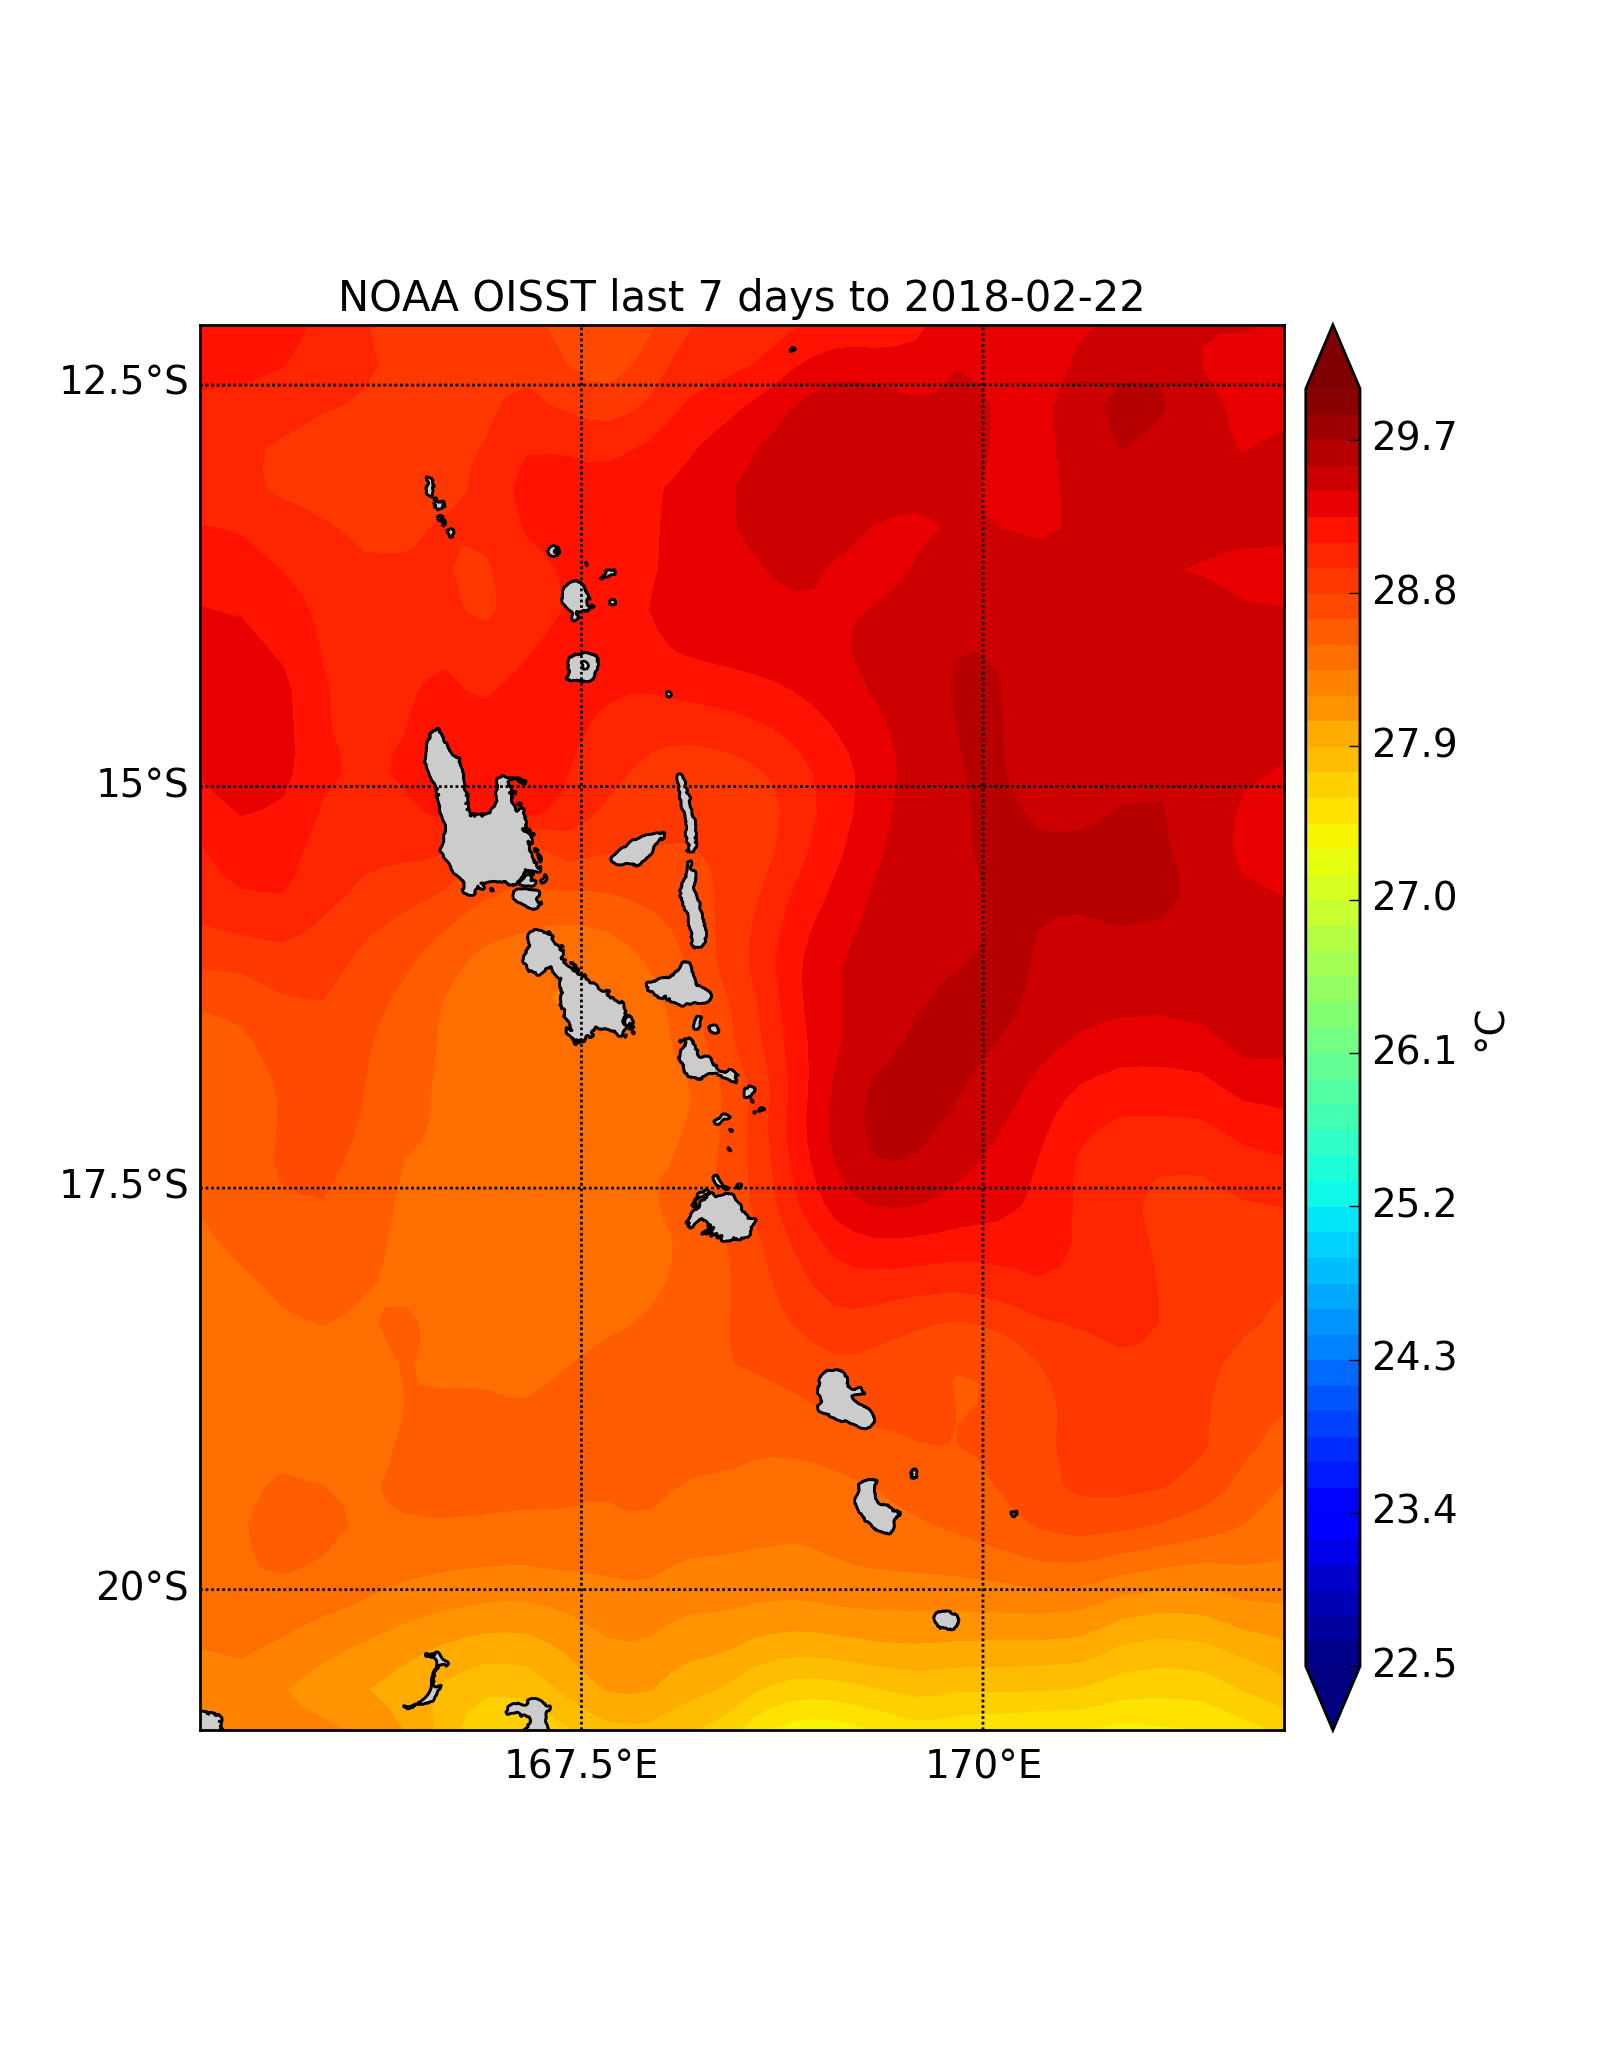 NOAA OISST last 7 days to 2018-02-22
12.5°S
15°S
17.5°S
20°S
167.5°E
170°E
29.7
28.8
27.9
27.0
26.1
25.2
24.3
23.4
22.5
°C